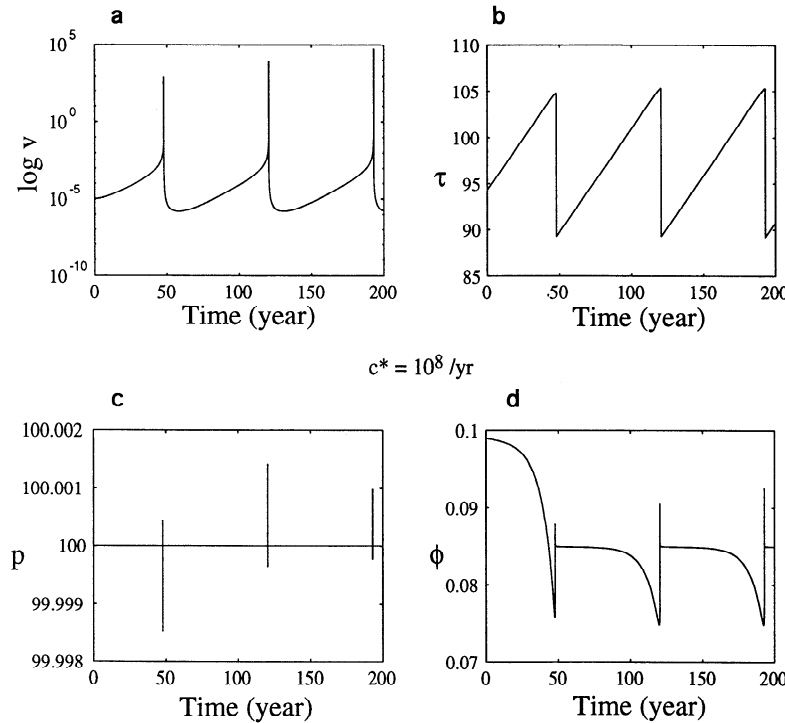 a
10^5
10^0
10^-5
10^-10
log v
0 50 100 150 200
Time (year)
b
110
105
100
95
90
85
τ
0 50 100 150 200
Time (year)
c* = 10^8 /yr
c
100.002
100.001
100
99.999
99.998
p
0 50 100 150 200
Time (year)
d
0.1
0.09
0.08
0.07
ϕ
0 50 100 150 200
Time (year)